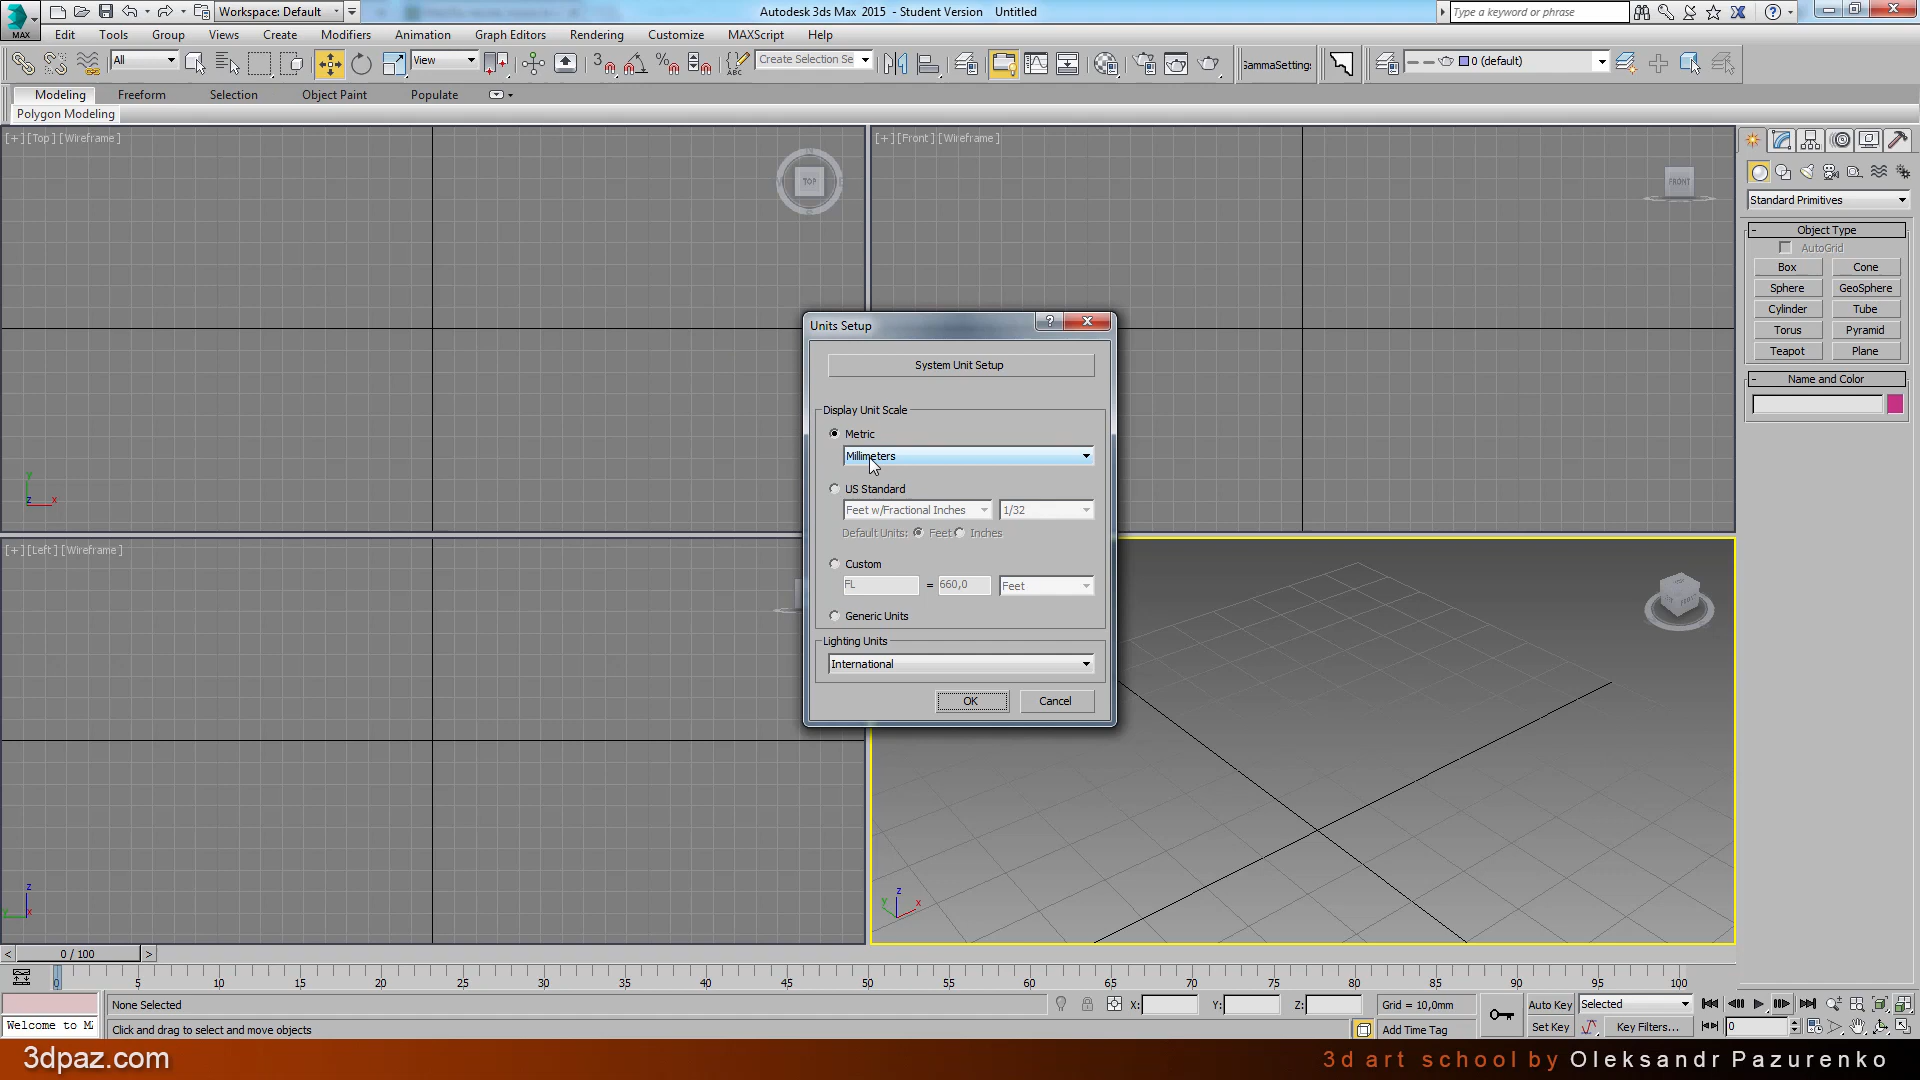 Workspace: Default
Autodesk 3ds Max 2015 - Student Version Untitled
Type a keyword or phrase
MAX
Edit Tools Group Views Create Modifiers Animation Graph Editors Rendering Customize MAXScript Help
All
View
3
%
ABC
Create Selection Se
GammaSettings
0 (default)
Modeling Freeform Selection Object Paint Populate
Polygon Modeling
[+] [Top] [Wireframe]
TOP
[+] [Front] [Wireframe]
FRONT
Standard Primitives
- Object Type
AutoGrid
Box Cone
Sphere GeoSphere
Cylinder Tube
Torus Pyramid
Teapot Plane
- Name and Color
Units Setup
?
System Unit Setup
Display Unit Scale
Metric
Millimeters
US Standard
Feet w/Fractional Inches 1/32
Default Units: Feet Inches
Custom
FL = 660,0 Feet
Generic Units
Lighting Units
International
OK Cancel
y
z x
[+] [Left] [Wireframe]
z
y x
z
y x
< 0 / 100 >
0 5 10 15 20 25 30 35 40 45 50 55 60 65 70 75 80 85 90 95 100
None Selected X: Y: Z: Grid = 10,0mm Auto Key Selected
Welcome to M
Click and drag to select and move objects Add Time Tag Set Key Key Filters... 0
3dpaz.com
3d art school by Oleksandr Pazurenko